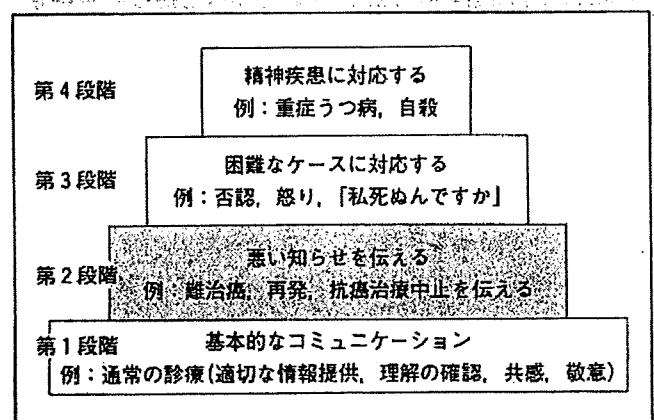 第4段階
精神疾患に対応する
例：重症うつ病，自殺
第3段階
困難なケースに対応する
例：否認，怒り，「私死ぬんですか」
第2段階
悪い知らせを伝える
例：難治癌，再発，抗癌治療中止を伝える
第1段階
基本的なコミュニケーション
例：通常の診療(適切な情報提供，理解の確認，共感，敬意)